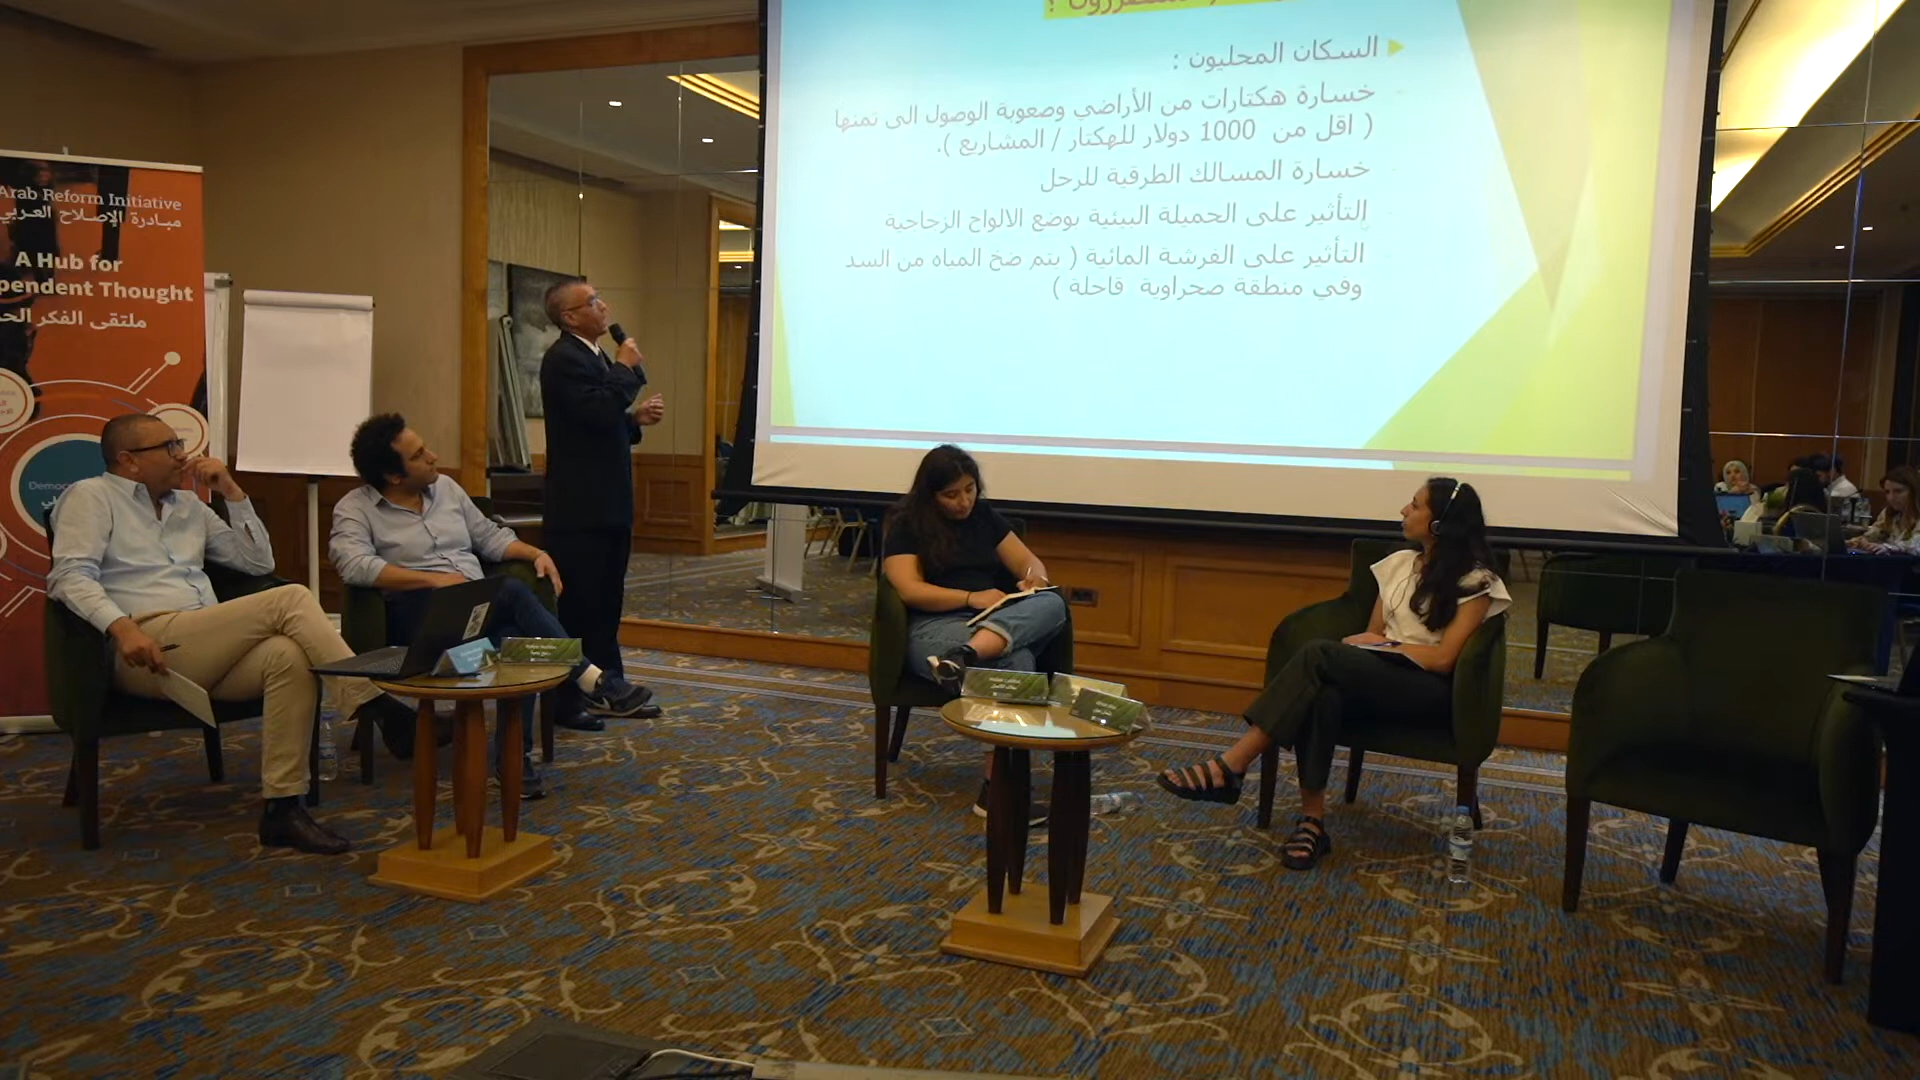 Arab Reform Initiative
مبادرة الإصلاح العربي
A Hub for
pendent Thought
ملتقى الفكر الحر
السكان المحليون :
خسارة هكتارات من الأراضي وصعوبة الوصول الى تمنها
( اقل من 1000 دولار للهكتار / المشاريع ).
خسارة المسالك الطرقية للرحل
التأثير على الحميلة البيئية بوضع الالواح الزجاجية
التأثير على الفرشة المائية ( يتم ضخ المياه من السد
وفي منطقة صحراوية قاحلة )